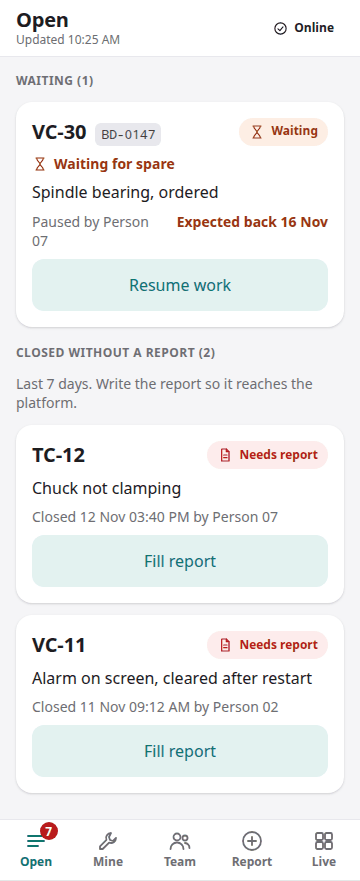 Open
Updated 10:25 AM
Online
WAITING (1)
VC-30 BD-0147
Waiting
Waiting for spare
Spindle bearing, ordered
Paused by Person 07
Expected back 16 Nov
Resume work
CLOSED WITHOUT A REPORT (2)
Last 7 days. Write the report so it reaches the
platform.
TC-12
Needs report
Chuck not clamping
Closed 12 Nov 03:40 PM by Person 07
Fill report
VC-11
Needs report
Alarm on screen, cleared after restart
Closed 11 Nov 09:12 AM by Person 02
Fill report
7
Open
Mine
Team
Report
Live